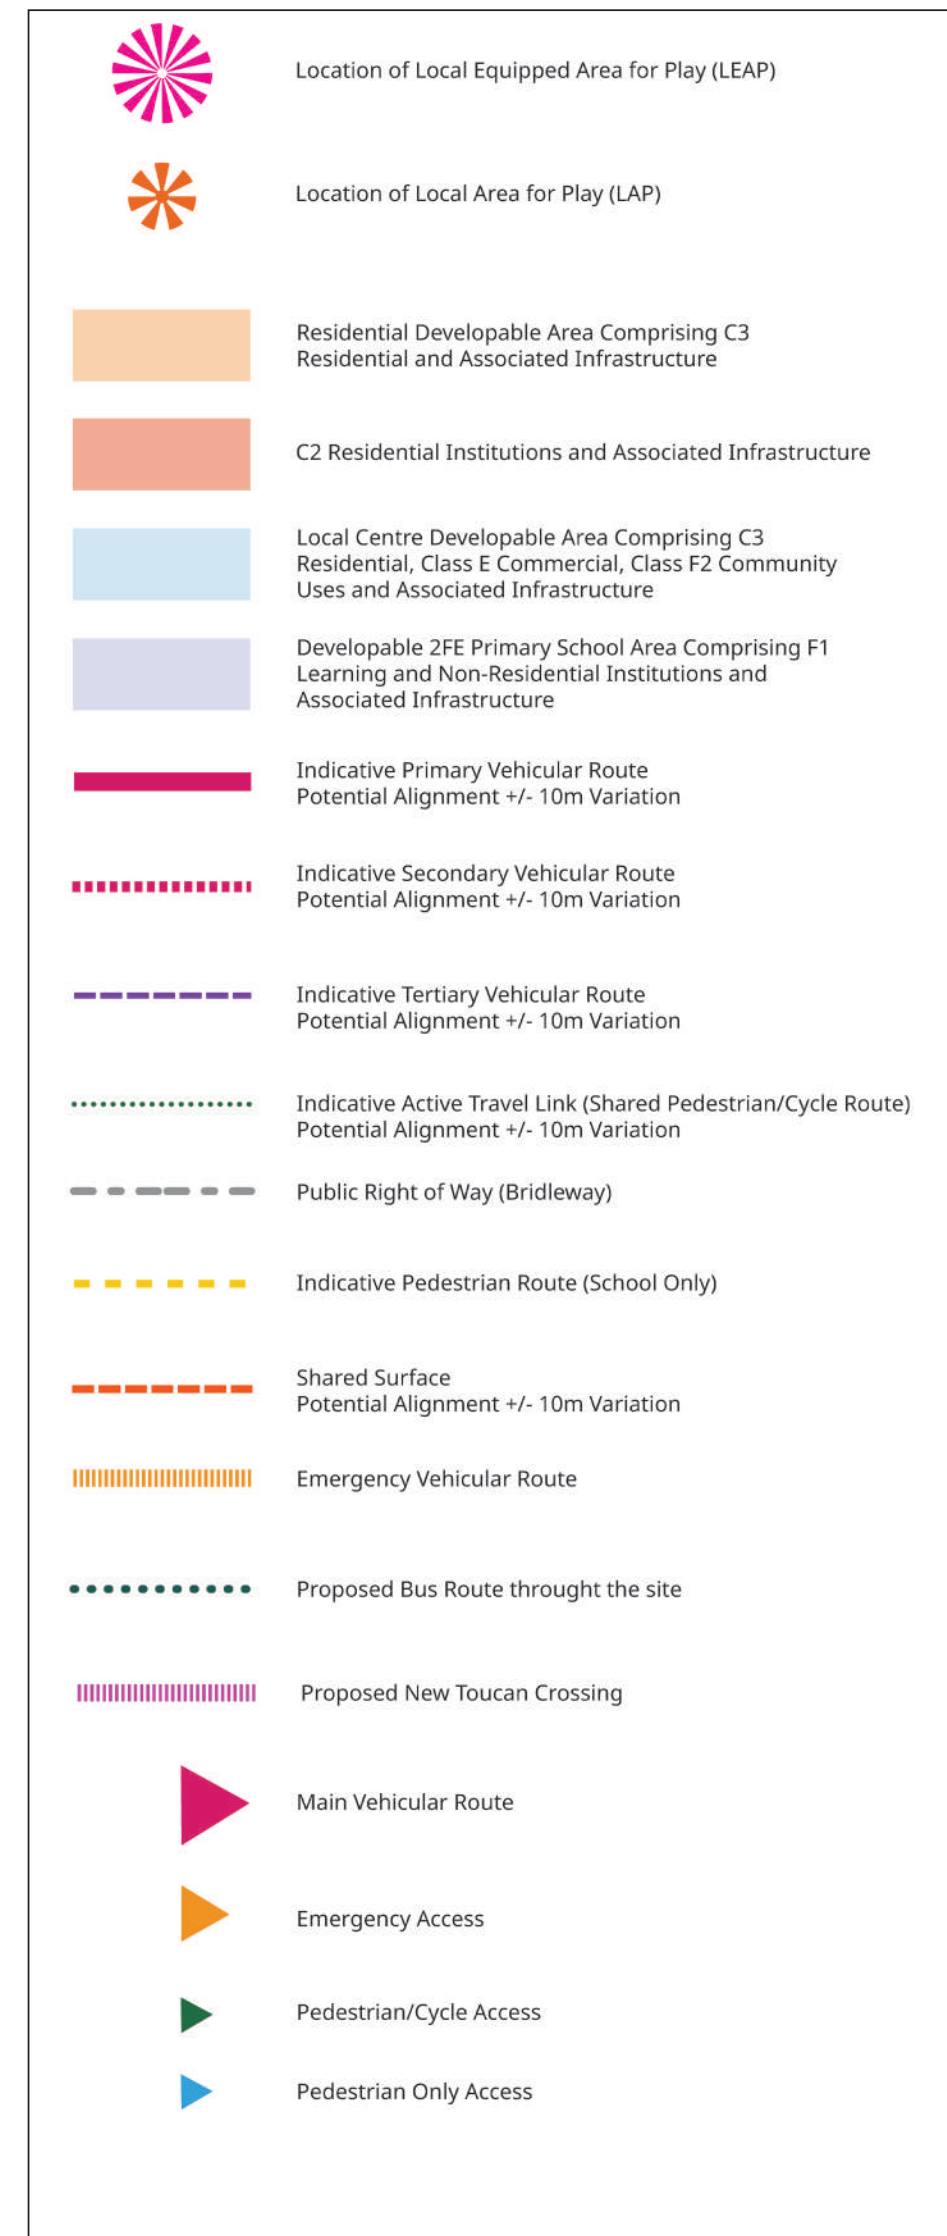 Location of Local Equipped Area for Play (LEAP)
Location of Local Area for Play (LAP)
Residential Developable Area Comprising C3
Residential and Associated Infrastructure
C2 Residential Institutions and Associated Infrastructure
Local Centre Developable Area Comprising C3
Residential, Class E Commercial, Class F2 Community
Uses and Associated Infrastructure
Developable 2FE Primary School Area Comprising F1
Learning and Non-Residential Institutions and
Associated Infrastructure
Indicative Primary Vehicular Route
Potential Alignment +/- 10m Variation
Indicative Secondary Vehicular Route
Potential Alignment +/- 10m Variation
Indicative Tertiary Vehicular Route
Potential Alignment +/- 10m Variation
Indicative Active Travel Link (Shared Pedestrian/Cycle Route)
Potential Alignment +/- 10m Variation
Public Right of Way (Bridleway)
Indicative Pedestrian Route (School Only)
Shared Surface
Potential Alignment +/- 10m Variation
Emergency Vehicular Route
Proposed Bus Route throught the site
Proposed New Toucan Crossing
Main Vehicular Route
Emergency Access
Pedestrian/Cycle Access
Pedestrian Only Access